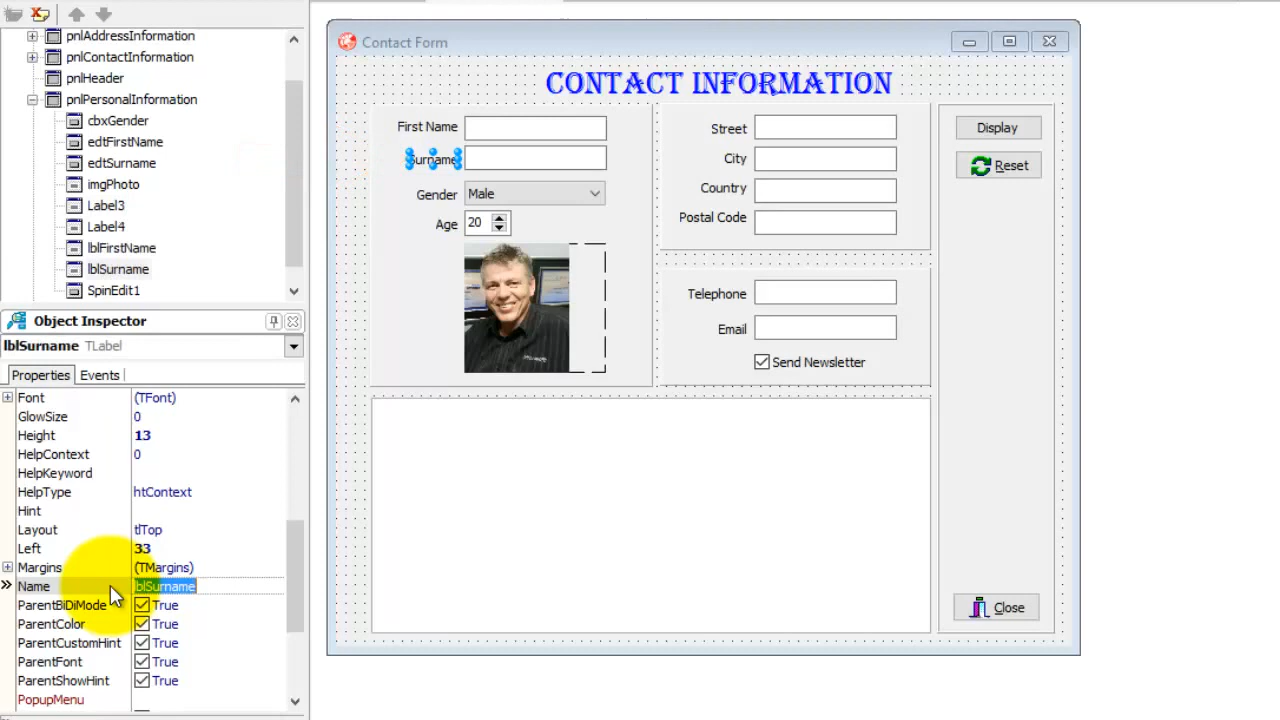 pnlAddressInformation
pnlContactInformation
pnlHeader
pnlPersonalInformation
cbxGender
edtFirstName
edtSurname
imgPhoto
Label3
Label4
lblFirstName
lblSurname
SpinEdit1
Object Inspector
lblSurname TLabel
Properties Events
Font (TFont)
GlowSize 0
Height 13
HelpContext 0
HelpKeyword
HelpType htContext
Hint
Layout tlTop
Left 33
Margins (TMargins)
Name lblSurname
ParentBiDiMode True
ParentColor True
ParentCustomHint True
ParentFont True
ParentShowHint True
PopupMenu
Contact Form
CONTACT INFORMATION
First Name
Surname
Gender Male
Age 20
Street
City
Country
Postal Code
Telephone
Email
Send Newsletter
Display
Reset
Close